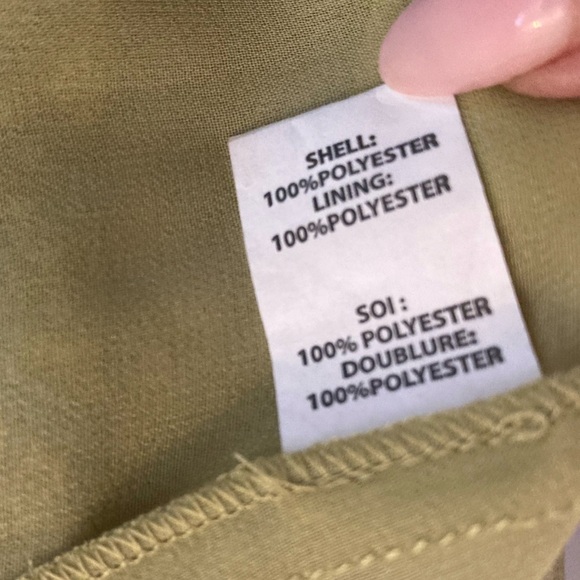 SHELL:
100%POLYESTER
LINING:
100%POLYESTER
SOI :
100% POLYESTER
DOUBLURE:
100%POLYESTER